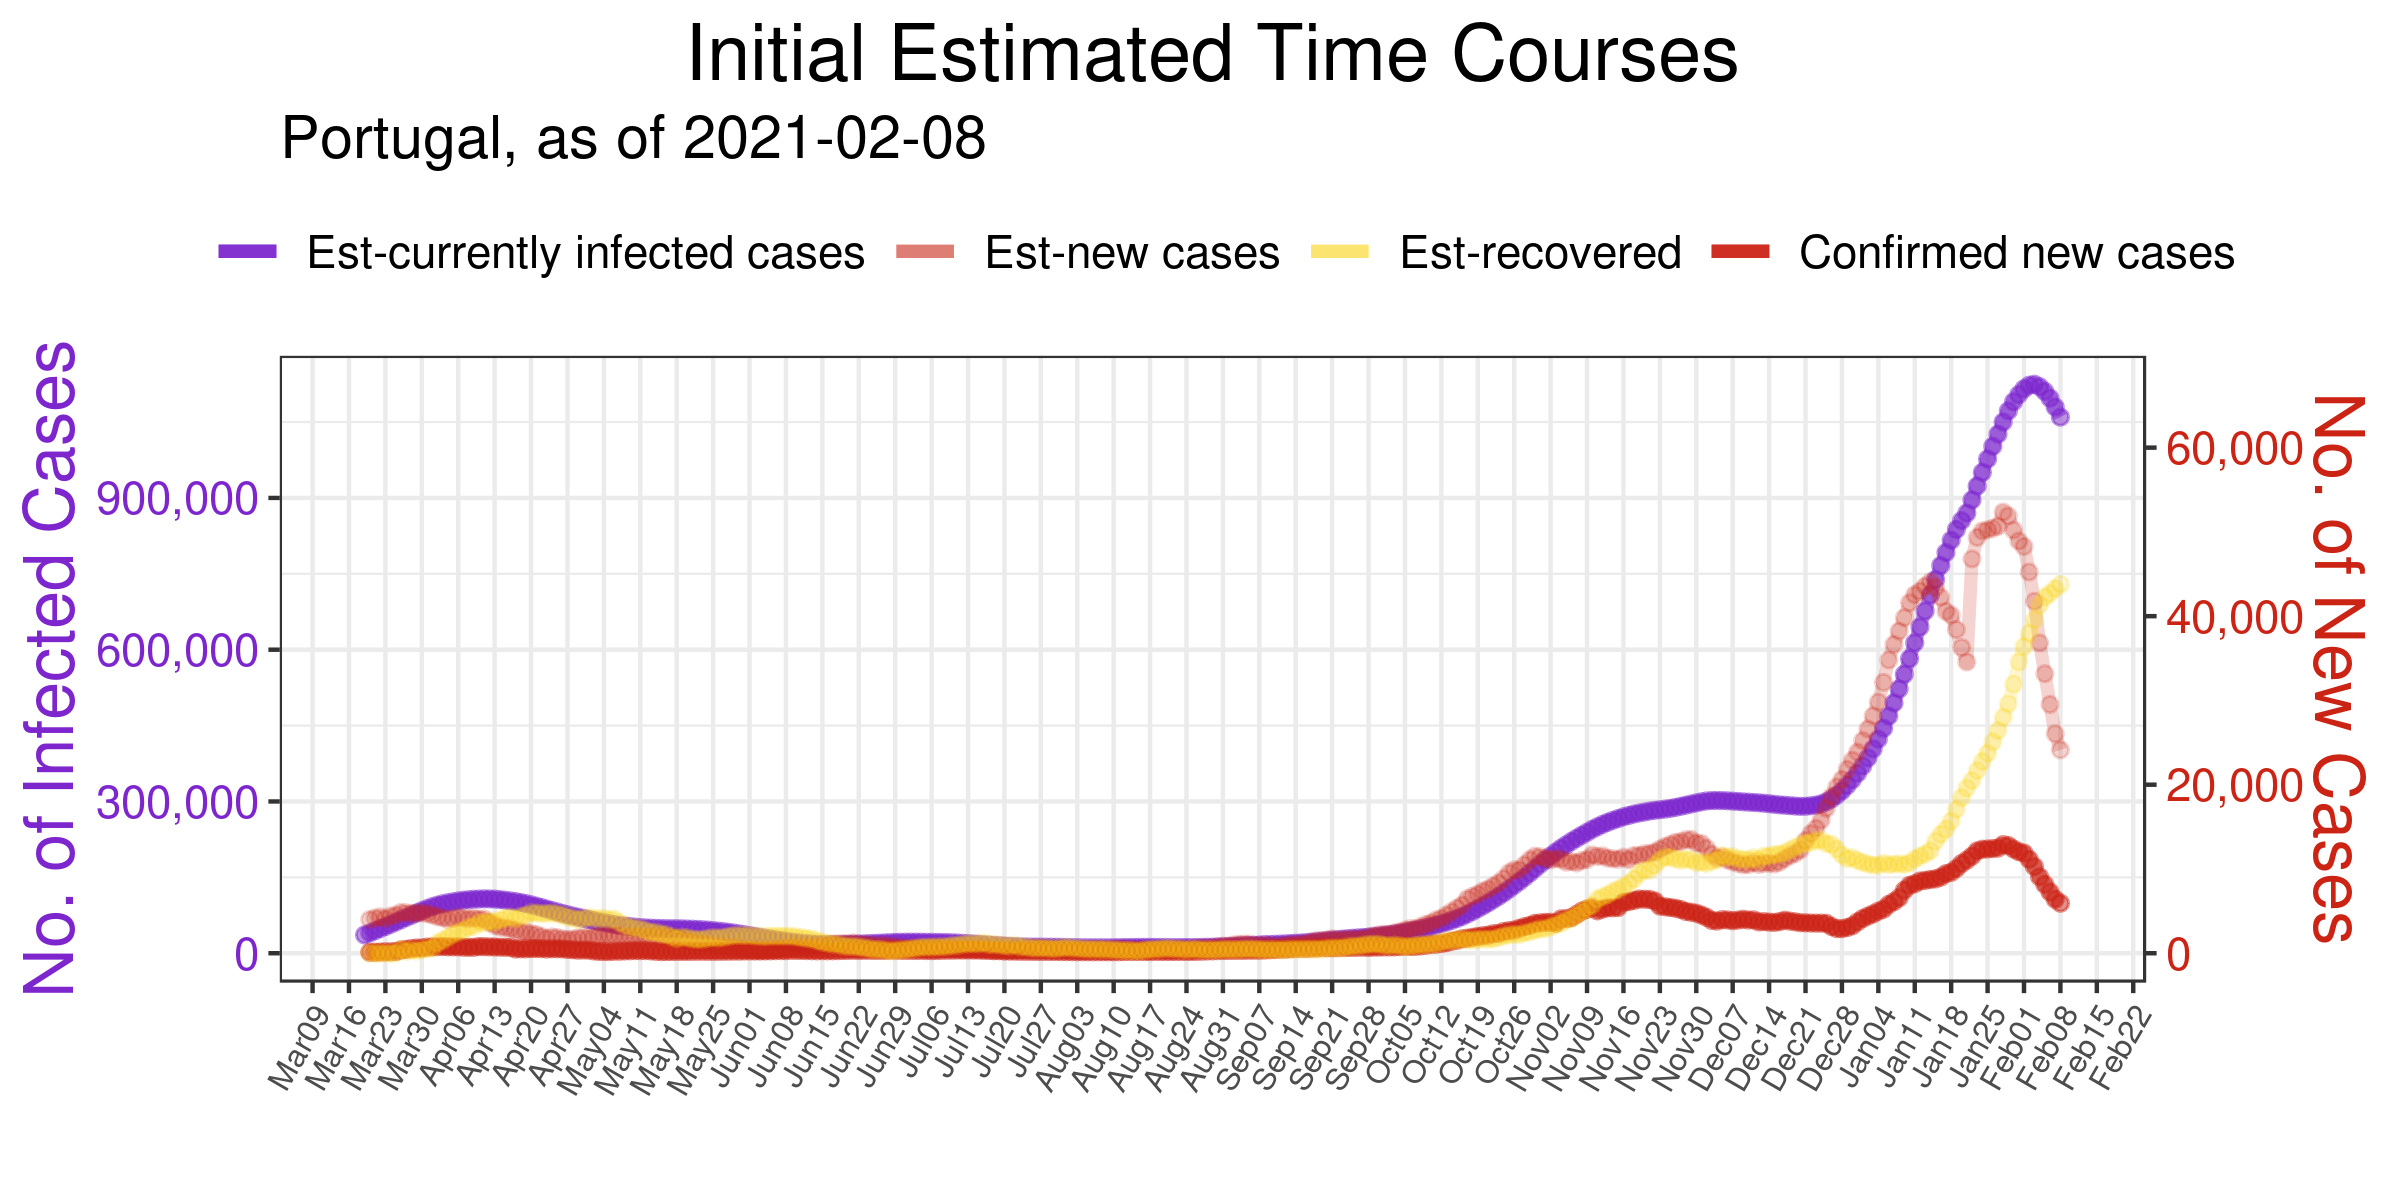 Initial Estimated Time Courses
Portugal, as of 2021-02-08
Est-currently infected cases Est-new cases Est-recovered Confirmed new cases
No. of Infected Cases
900,000
600,000
300,000
0
60,000
40,000
20,000
0
No. of New Cases
Mar09 Mar16 Mar23 Mar30 Apr06 Apr13 Apr20 Apr27 May04 May11 May18 May25 Jun01 Jun08 Jun15 Jun22 Jun29 Jul06 Jul13 Jul20 Jul27 Aug03 Aug10 Aug17 Aug24 Aug31 Sep07 Sep14 Sep21 Sep28 Oct05 Oct12 Oct19 Oct26 Nov02 Nov09 Nov16 Nov23 Nov30 Dec07 Dec14 Dec21 Dec28 Jan04 Jan11 Jan18 Jan25 Feb01 Feb08 Feb15 Feb22